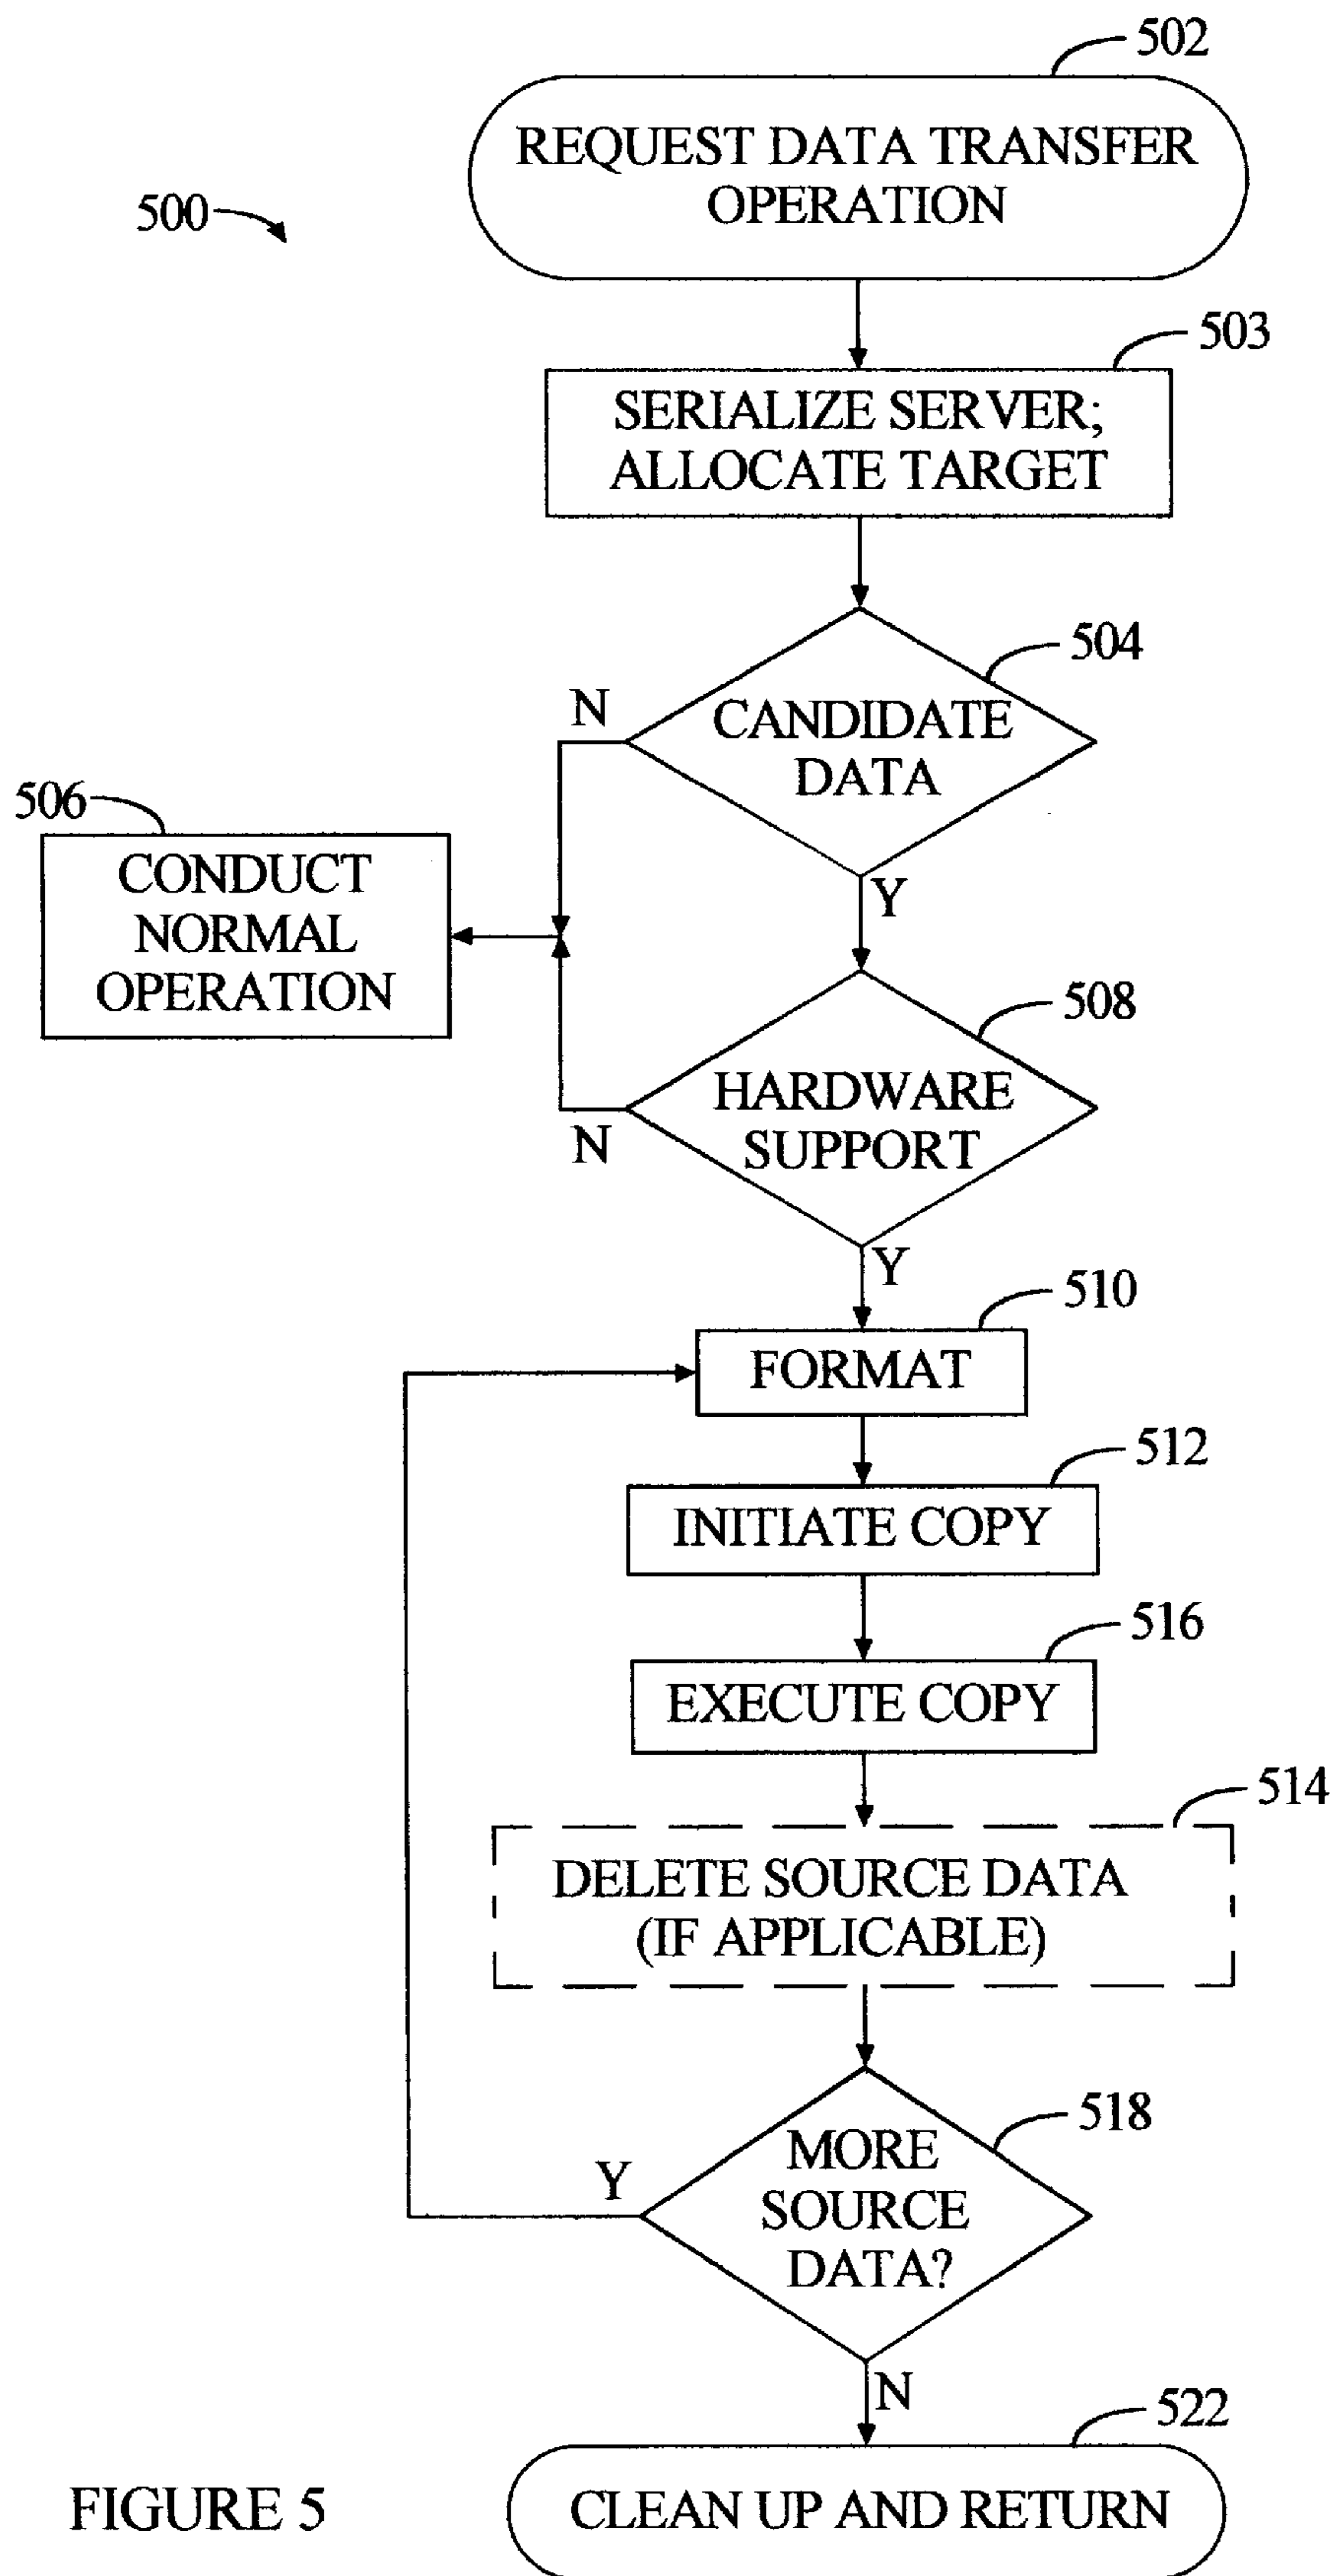 502
REQUEST DATA TRANSFER
OPERATION
500
503
SERIALIZE SERVER;
ALLOCATE TARGET
504
CANDIDATE
DATA
N
Y
506
CONDUCT
NORMAL
OPERATION
508
HARDWARE
SUPPORT
N
Y
510
FORMAT
512
INITIATE COPY
516
EXECUTE COPY
514
DELETE SOURCE DATA
(IF APPLICABLE)
518
MORE
SOURCE
DATA?
Y
N
522
CLEAN UP AND RETURN
FIGURE 5